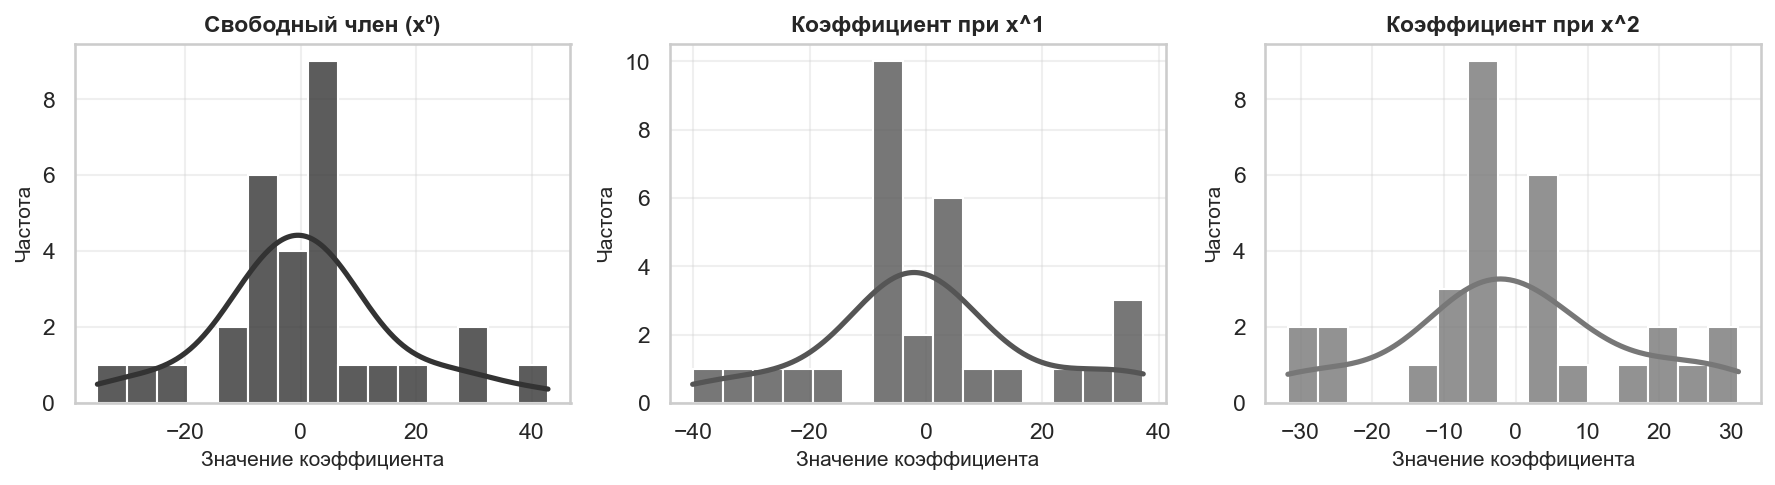 Свободный член (x⁰)
Частота
8
6
4
2
0
−20 0 20 40
Значение коэффициента
Коэффициент при x^1
Частота
10
8
6
4
2
0
−40 −20 0 20 40
Значение коэффициента
Коэффициент при x^2
Частота
8
6
4
2
0
−30 −20 −10 0 10 20 30
Значение коэффициента